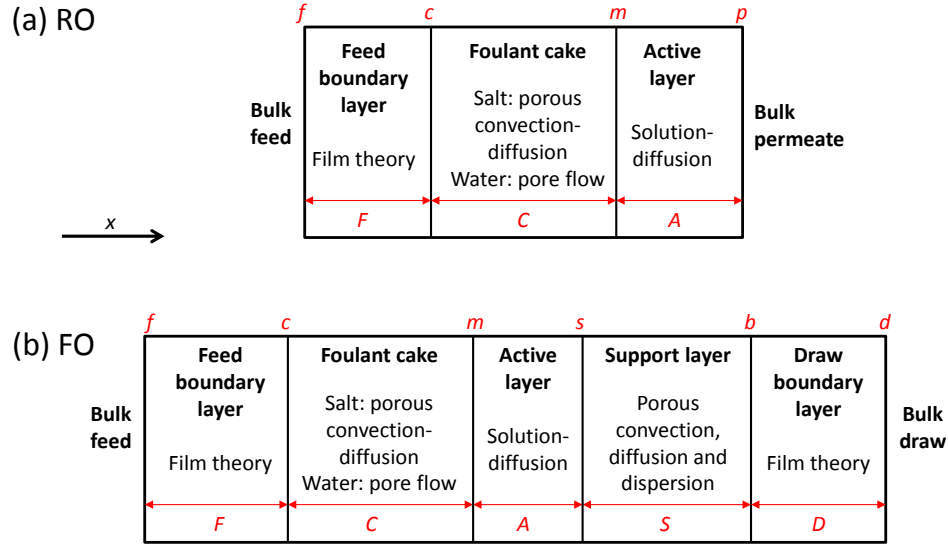 (a) RO
f c m p
Bulk
feed
Feed
boundary
layer
Film theory
F
Foulant cake
Salt: porous
convection-
diffusion
Water: pore flow
C
Active
layer
Solution-
diffusion
A
Bulk
permeate
x
(b) FO
f c m s b d
Bulk
feed
Feed
boundary
layer
Film theory
F
Foulant cake
Salt: porous
convection-
diffusion
Water: pore flow
C
Active
layer
Solution-
diffusion
A
Support layer
Porous
convection,
diffusion and
dispersion
S
Draw
boundary
layer
Film theory
D
Bulk
draw